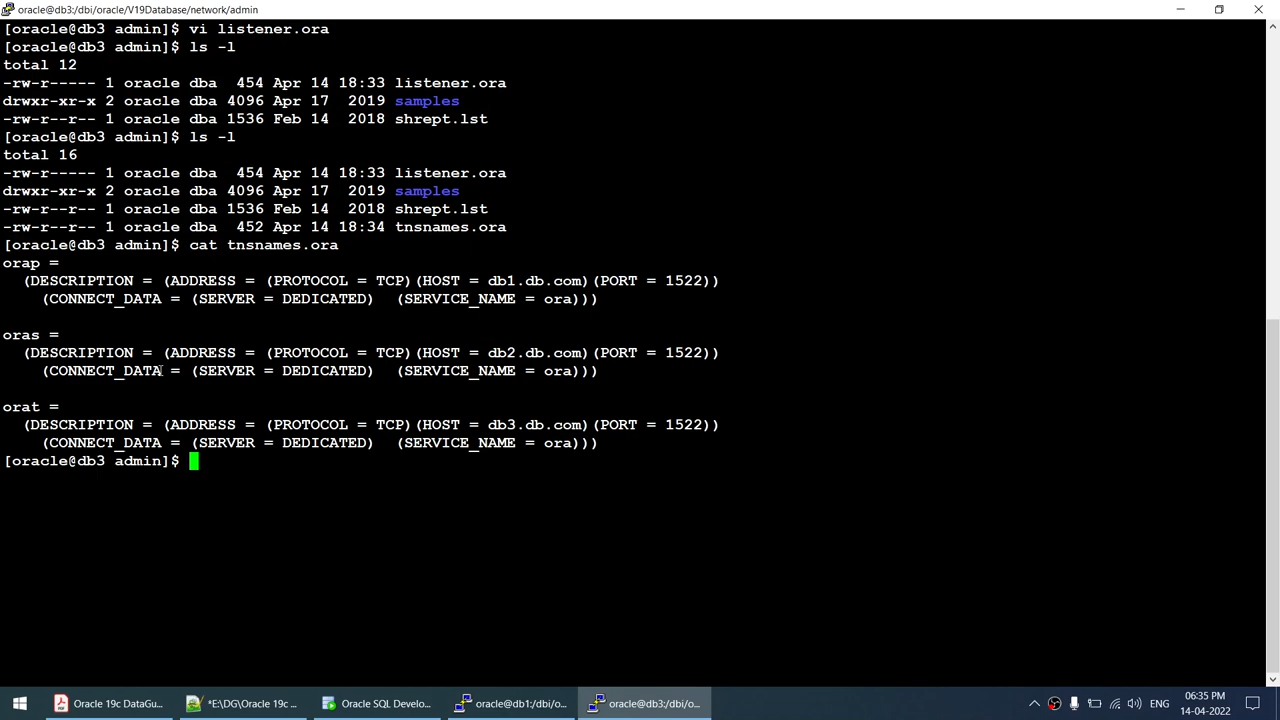 oracle@db3:/dbi/oracle/V19Database/network/admin
[oracle@db3 admin]$ vi listener.ora
[oracle@db3 admin]$ ls -l
total 12
-rw-r----- 1 oracle dba  454 Apr 14 18:33 listener.ora
drwxr-xr-x 2 oracle dba 4096 Apr 17  2019 samples
-rw-r--r-- 1 oracle dba 1536 Feb 14  2018 shrept.lst
[oracle@db3 admin]$ ls -l
total 16
-rw-r----- 1 oracle dba  454 Apr 14 18:33 listener.ora
drwxr-xr-x 2 oracle dba 4096 Apr 17  2019 samples
-rw-r--r-- 1 oracle dba 1536 Feb 14  2018 shrept.lst
-rw-r--r-- 1 oracle dba  452 Apr 14 18:34 tnsnames.ora
[oracle@db3 admin]$ cat tnsnames.ora
orap =
(DESCRIPTION = (ADDRESS = (PROTOCOL = TCP)(HOST = db1.db.com)(PORT = 1522))
(CONNECT_DATA = (SERVER = DEDICATED)  (SERVICE_NAME = ora)))
oras =
(DESCRIPTION = (ADDRESS = (PROTOCOL = TCP)(HOST = db2.db.com)(PORT = 1522))
(CONNECT_DATA = (SERVER = DEDICATED)  (SERVICE_NAME = ora)))
orat =
(DESCRIPTION = (ADDRESS = (PROTOCOL = TCP)(HOST = db3.db.com)(PORT = 1522))
(CONNECT_DATA = (SERVER = DEDICATED)  (SERVICE_NAME = ora)))
[oracle@db3 admin]$
Oracle 19c DataGu... *E:\DG\Oracle 19c ... Oracle SQL Develo... oracle@db1:/dbi/o... oracle@db3:/dbi/o... ENG 06:35 PM
14-04-2022